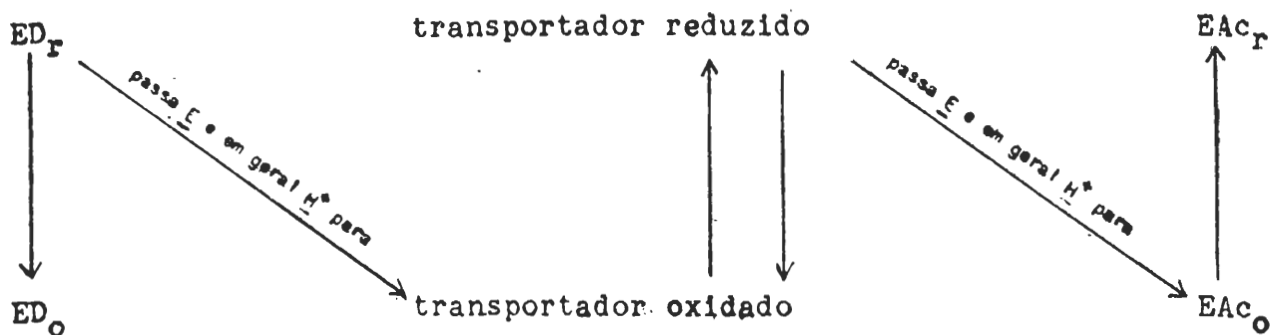 ED_r transportador reduzido EAc_r
passa E e em geral H⁺ para
passa E e em geral H⁺ para
ED_o transportador oxidado EAc_o